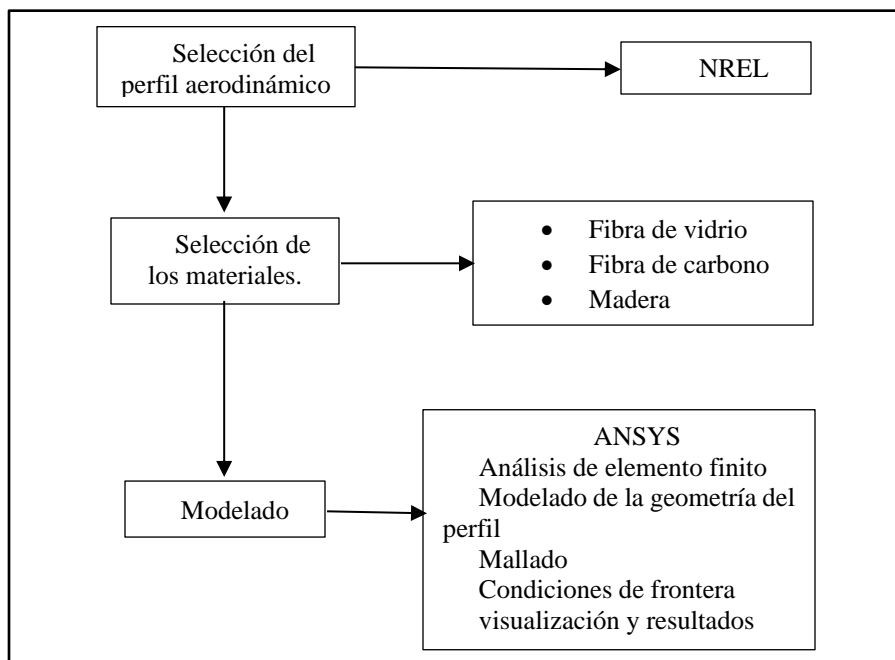 Selección del
perfil aerodinámico
NREL
Selección de
los materiales.
• Fibra de vidrio
• Fibra de carbono
• Madera
Modelado
ANSYS
Análisis de elemento finito
Modelado de la geometría del
perfil
Mallado
Condiciones de frontera
visualización y resultados